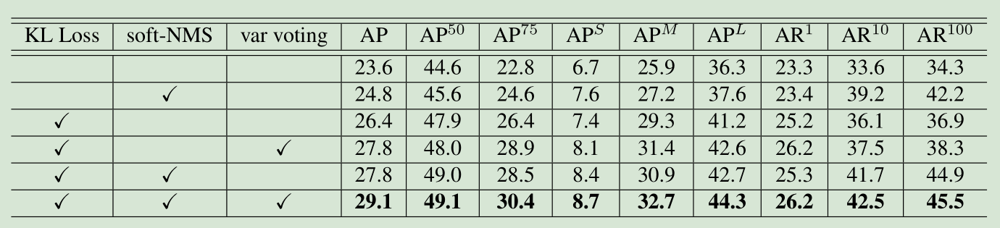 KL Loss soft-NMS var voting AP AP^50 AP^75 AP^S AP^M AP^L AR^1 AR^10 AR^100
23.6 44.6 22.8 6.7 25.9 36.3 23.3 33.6 34.3
✓ 24.8 45.6 24.6 7.6 27.2 37.6 23.4 39.2 42.2
✓ 26.4 47.9 26.4 7.4 29.3 41.2 25.2 36.1 36.9
✓ ✓ 27.8 48.0 28.9 8.1 31.4 42.6 26.2 37.5 38.3
✓ ✓ 27.8 49.0 28.5 8.4 30.9 42.7 25.3 41.7 44.9
✓ ✓ ✓ 29.1 49.1 30.4 8.7 32.7 44.3 26.2 42.5 45.5